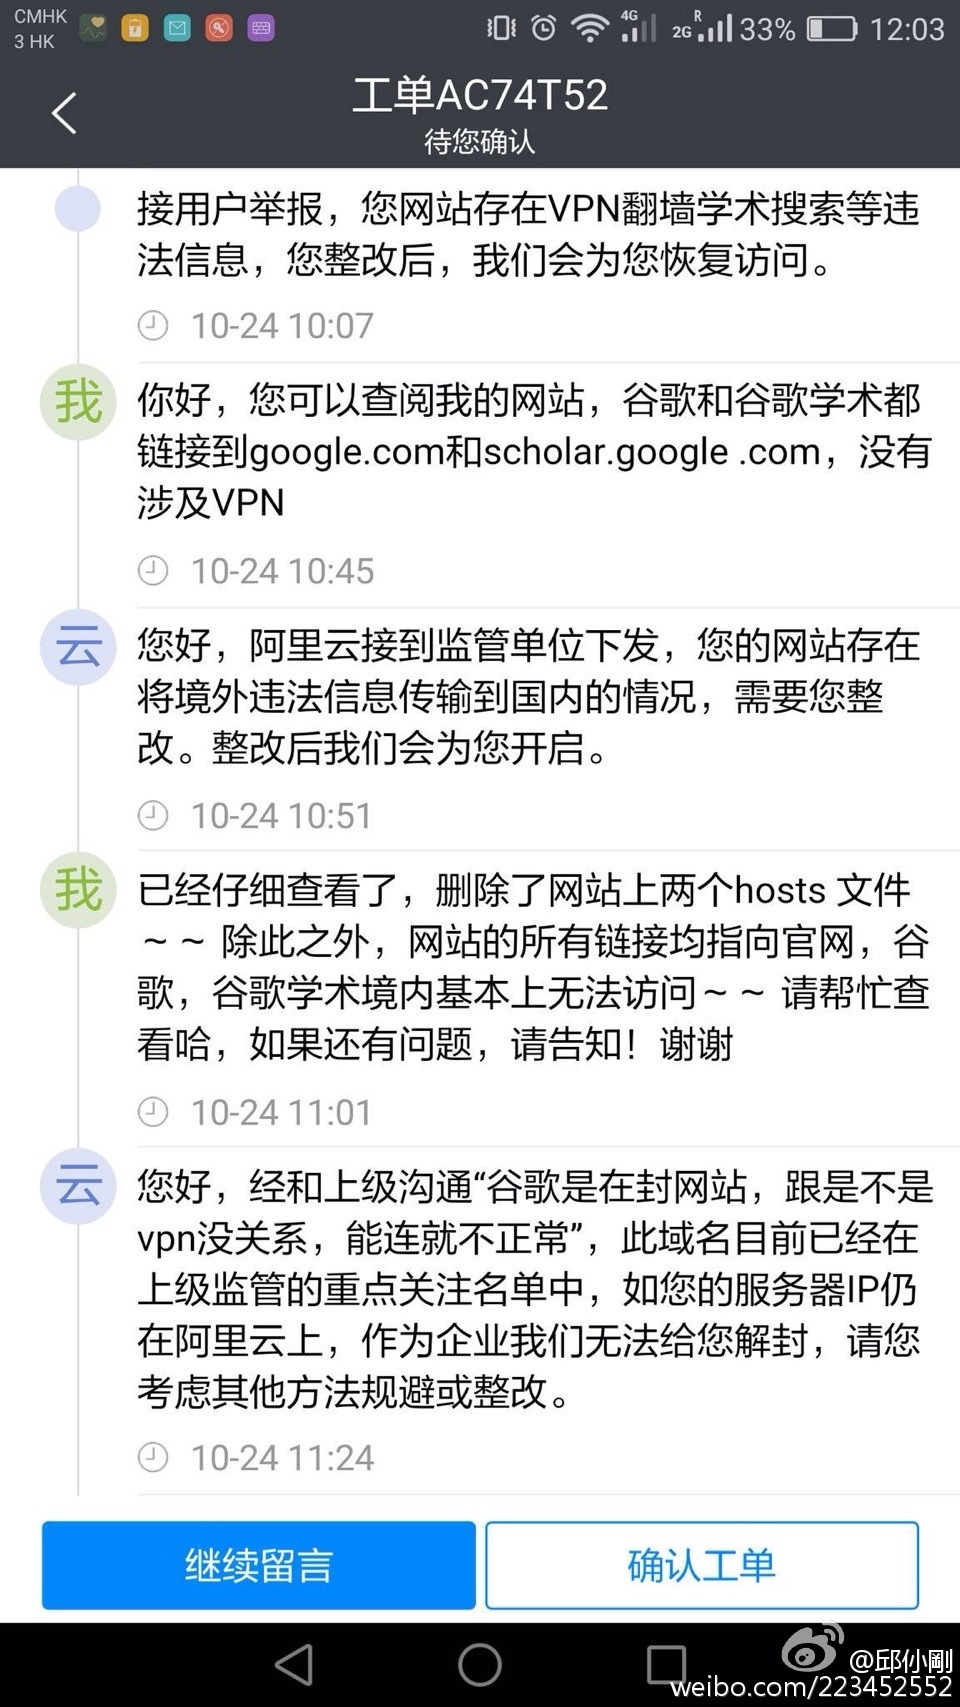 CMHK
3 HK
4G
R
2G
33%
12:03
工单AC74T52
待您确认
接用户举报，您网站存在VPN翻墙学术搜索等违
法信息，您整改后，我们会为您恢复访问。
10-24 10:07
我
你好，您可以查阅我的网站，谷歌和谷歌学术都
链接到google.com和scholar.google .com，没有
涉及VPN
10-24 10:45
云
您好，阿里云接到监管单位下发，您的网站存在
将境外违法信息传输到国内的情况，需要您整
改。整改后我们会为您开启。
10-24 10:51
我
已经仔细查看了，删除了网站上两个hosts 文件
～～ 除此之外，网站的所有链接均指向官网，谷
歌，谷歌学术境内基本上无法访问～～ 请帮忙查
看哈，如果还有问题，请告知！谢谢
10-24 11:01
云
您好，经和上级沟通“谷歌是在封网站，跟是不是
vpn没关系，能连就不正常”，此域名目前已经在
上级监管的重点关注名单中，如您的服务器IP仍
在阿里云上，作为企业我们无法给您解封，请您
考虑其他方法规避或整改。
10-24 11:24
继续留言
确认工单
@邱仦剛
weibo.com/223452552